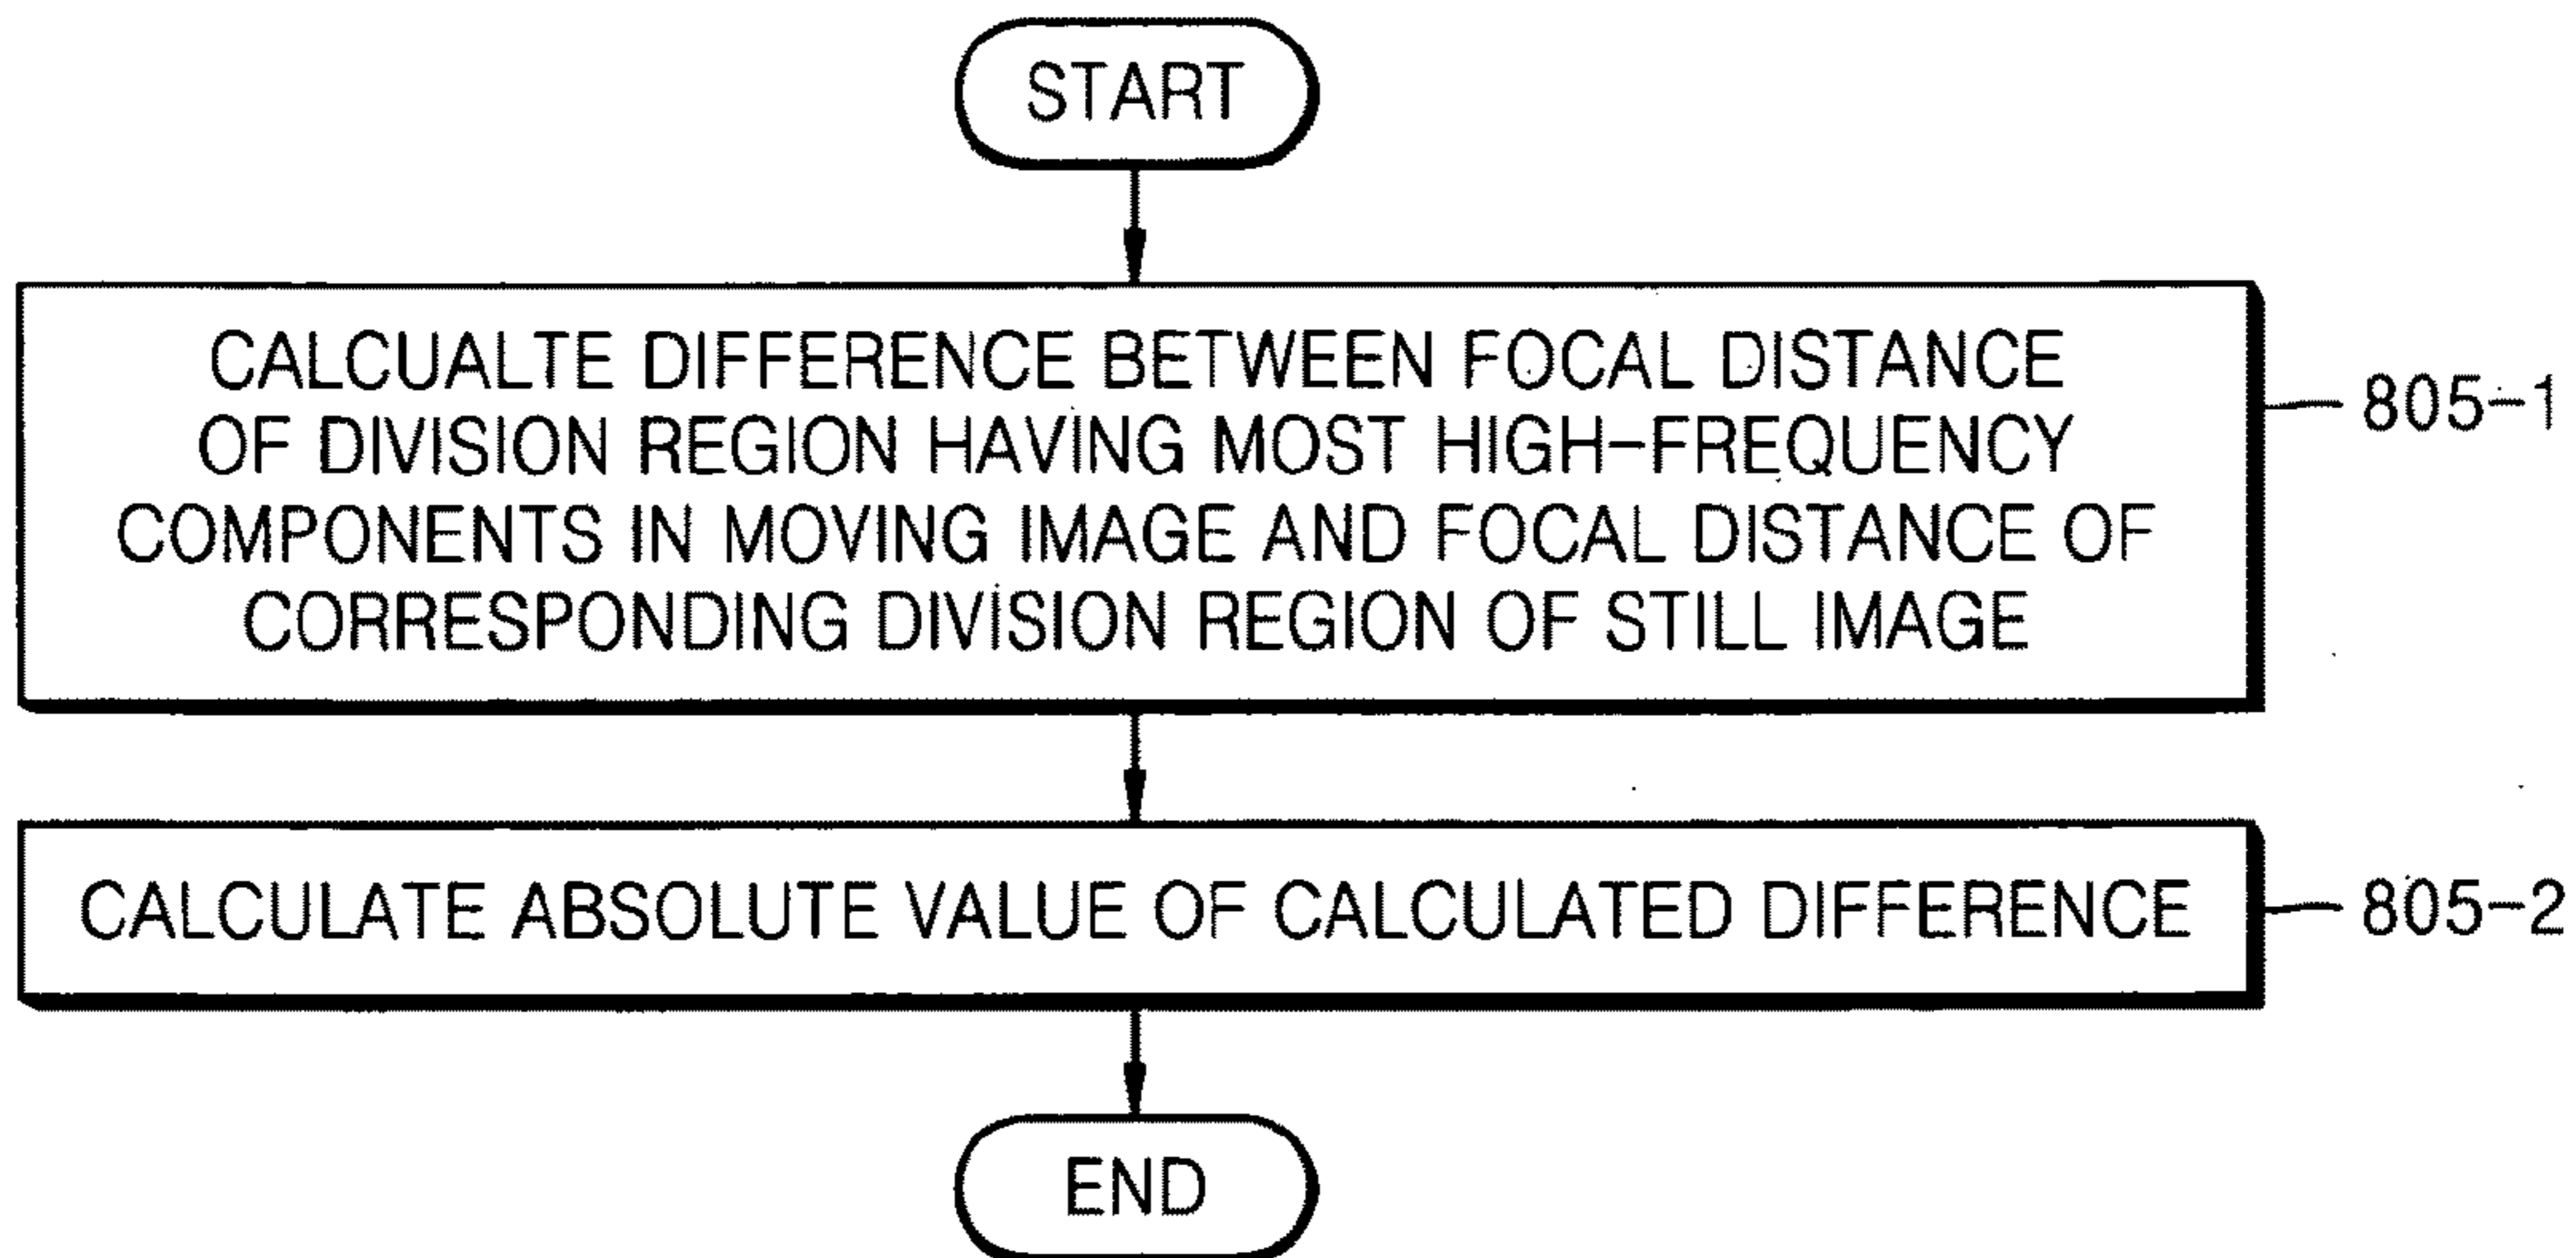 START
CALCUALTE DIFFERENCE BETWEEN FOCAL DISTANCE
OF DIVISION REGION HAVING MOST HIGH-FREQUENCY
COMPONENTS IN MOVING IMAGE AND FOCAL DISTANCE OF
CORRESPONDING DIVISION REGION OF STILL IMAGE
805-1
CALCULATE ABSOLUTE VALUE OF CALCULATED DIFFERENCE
805-2
END